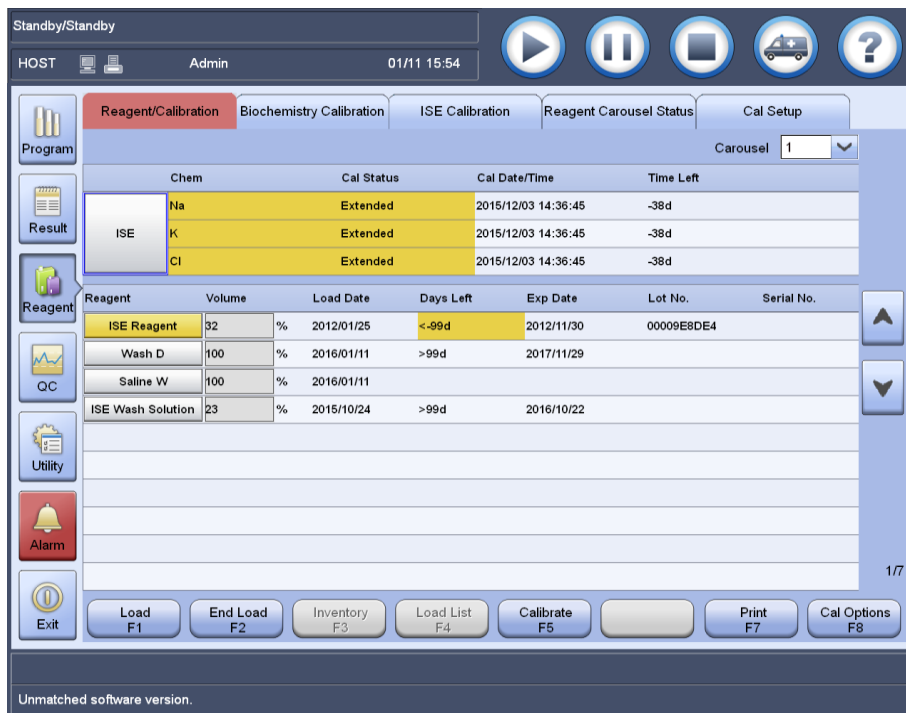 Standby/Standby
HOST Admin 01/11 15:54
?
Program
Result
Reagent
QC
Utility
Alarm
Exit
Reagent/Calibration Biochemistry Calibration ISE Calibration Reagent Carousel Status Cal Setup
Carousel 1
Chem Cal Status Cal Date/Time Time Left
ISE
Na Extended 2015/12/03 14:36:45 -38d
K Extended 2015/12/03 14:36:45 -38d
Cl Extended 2015/12/03 14:36:45 -38d
Reagent Volume Load Date Days Left Exp Date Lot No. Serial No.
ISE Reagent 32 % 2012/01/25 <-99d 2012/11/30 00009E8DE4
Wash D 100 % 2016/01/11 >99d 2017/11/29
Saline W 100 % 2016/01/11
ISE Wash Solution 23 % 2015/10/24 >99d 2016/10/22
1/7
Load F1
End Load F2
Inventory F3
Load List F4
Calibrate F5
Print F7
Cal Options F8
Unmatched software version.